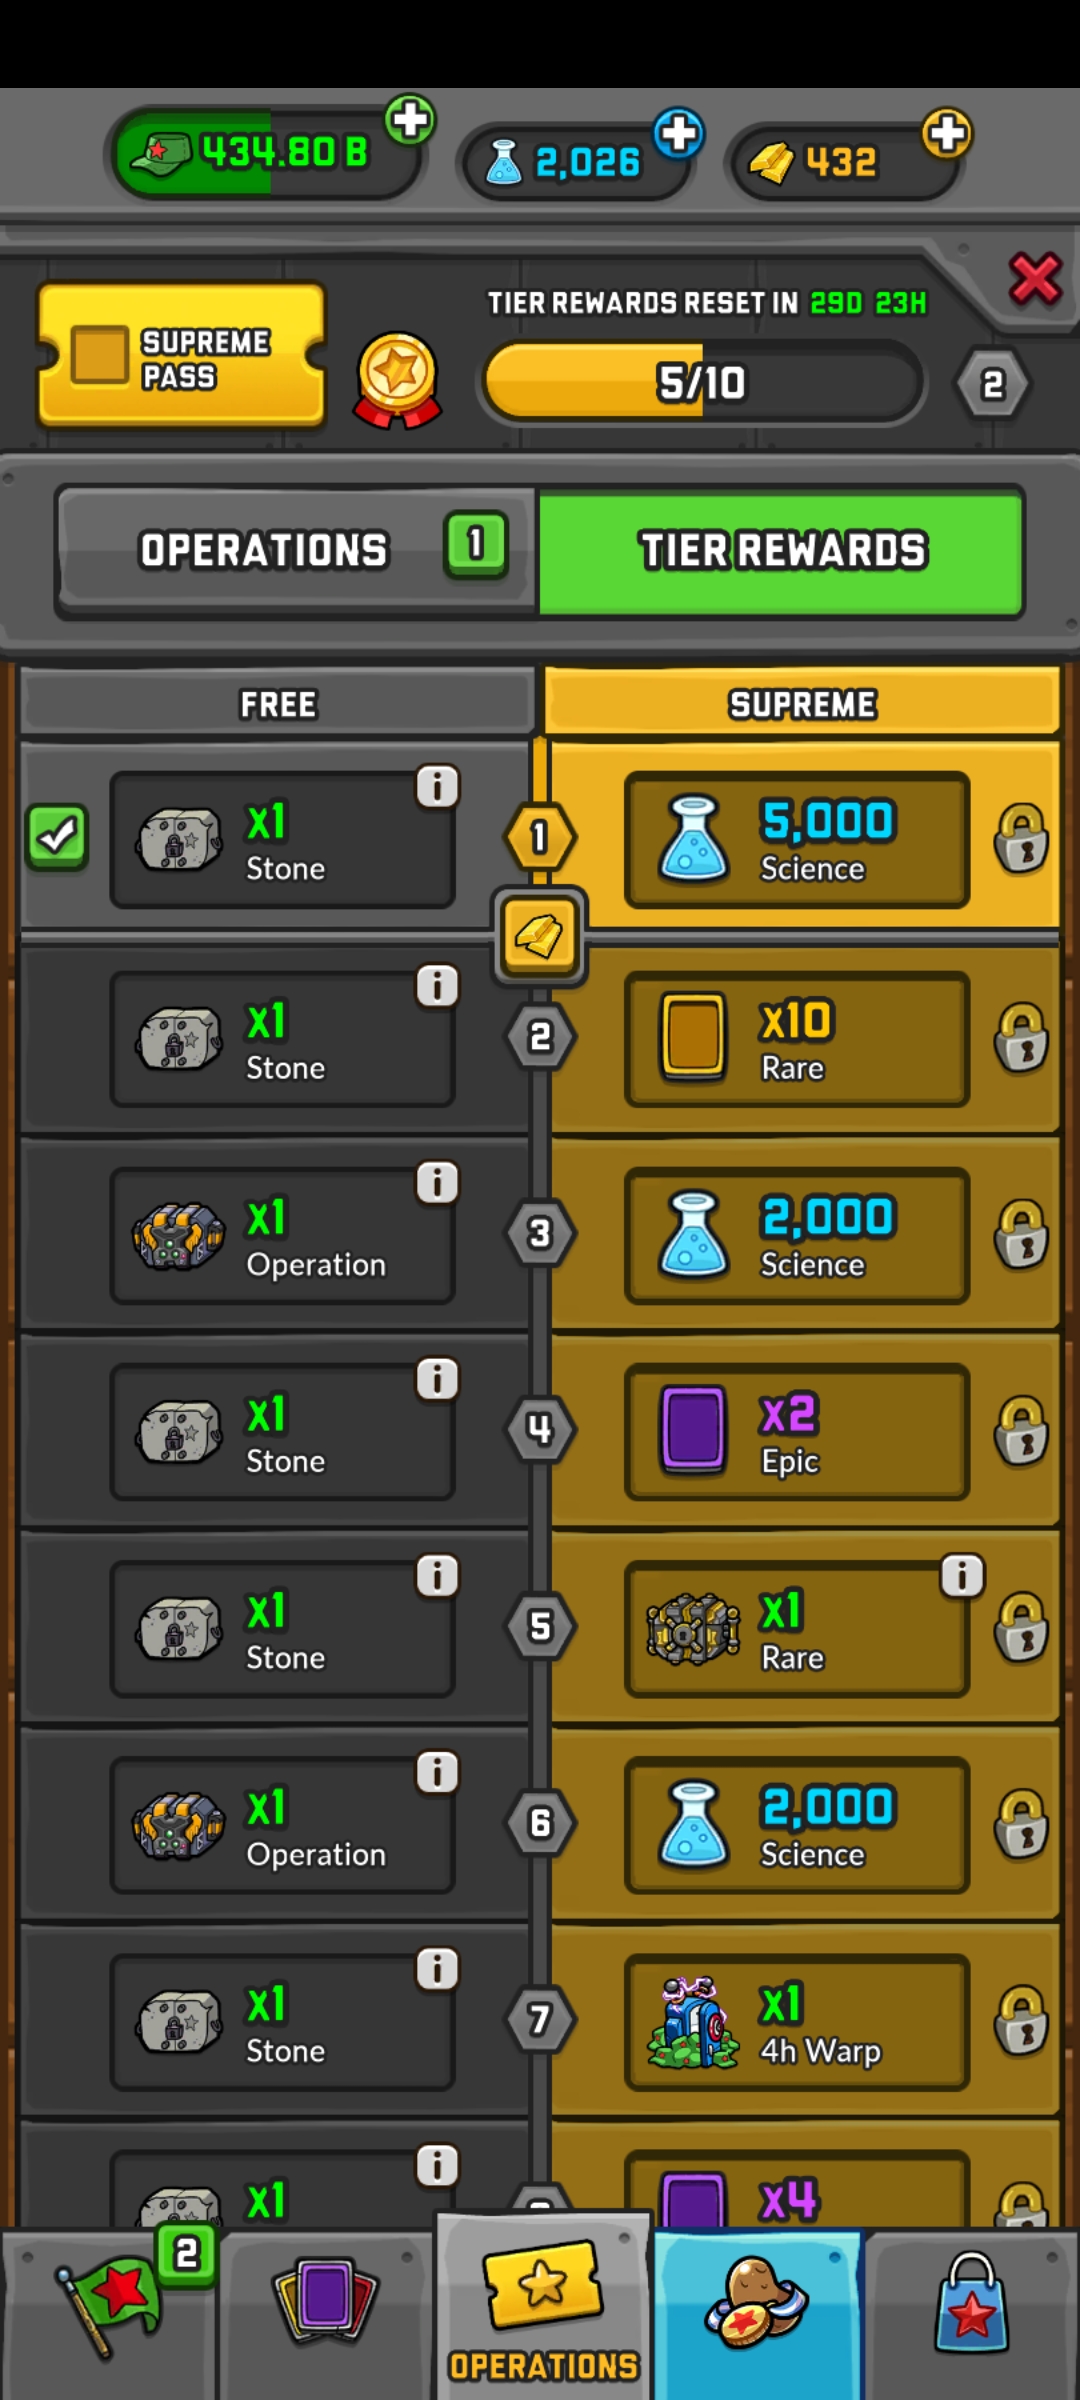 434.80 B
2,026
432
SUPREME
PASS
TIER REWARDS RESET IN 29D 23H
5/10
2
OPERATIONS
1
TIER REWARDS
FREE
SUPREME
x1
Stone
1
5,000
Science
x1
Stone
2
x10
Rare
x1
Operation
3
2,000
Science
x1
Stone
4
x2
Epic
x1
Stone
5
x1
Rare
x1
Operation
6
2,000
Science
x1
Stone
7
x1
4h Warp
x1
x4
2
OPERATIONS